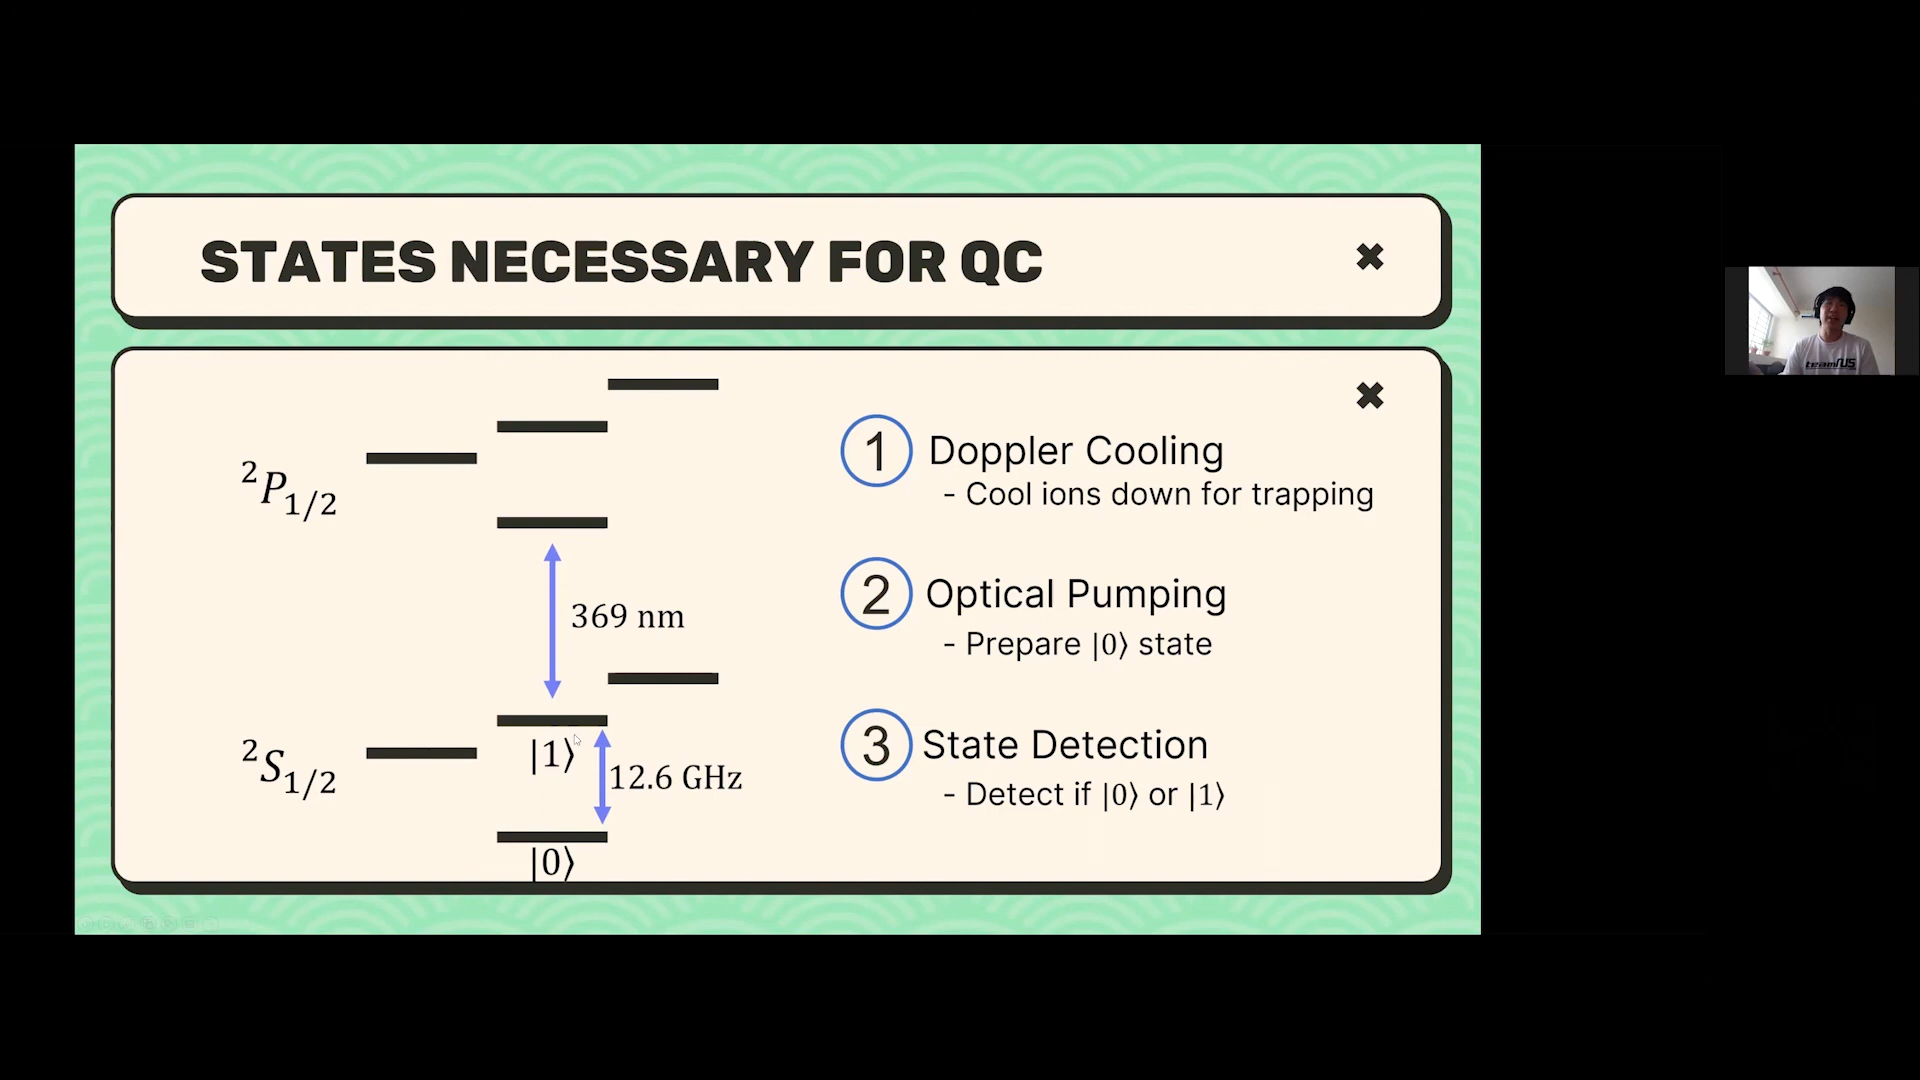 STATES NECESSARY FOR QC
²P₁/₂
369 nm
²S₁/₂
|1⟩
12.6 GHz
|0⟩
1 Doppler Cooling
- Cool ions down for trapping
2 Optical Pumping
- Prepare |0⟩ state
3 State Detection
- Detect if |0⟩ or |1⟩
teamNUS